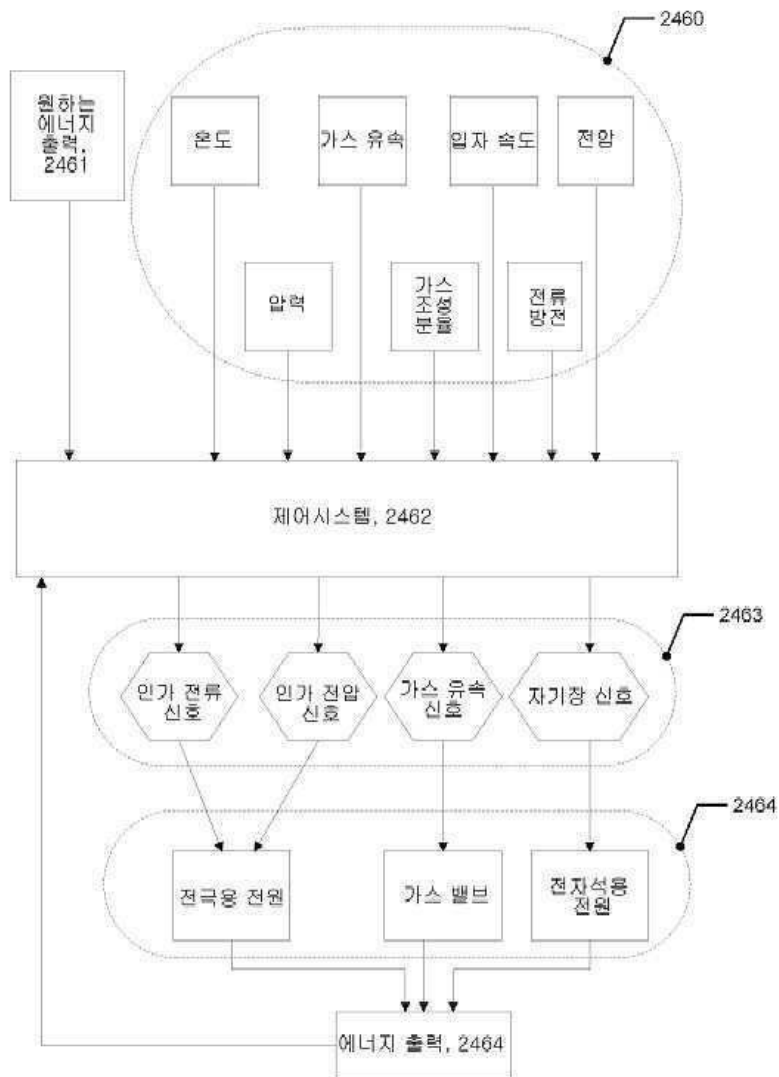 2460
원하는
에너지
출력,
2461
온도
가스 유속
입자 속도
전압
압력
가스
조성
분율
전류
방전
제어시스템, 2462
2463
인가 전류
신호
인가 전압
신호
가스 유속
신호
자기장 신호
2464
전극용 전원
가스 밸브
전자석용
전원
에너지 출력, 2464